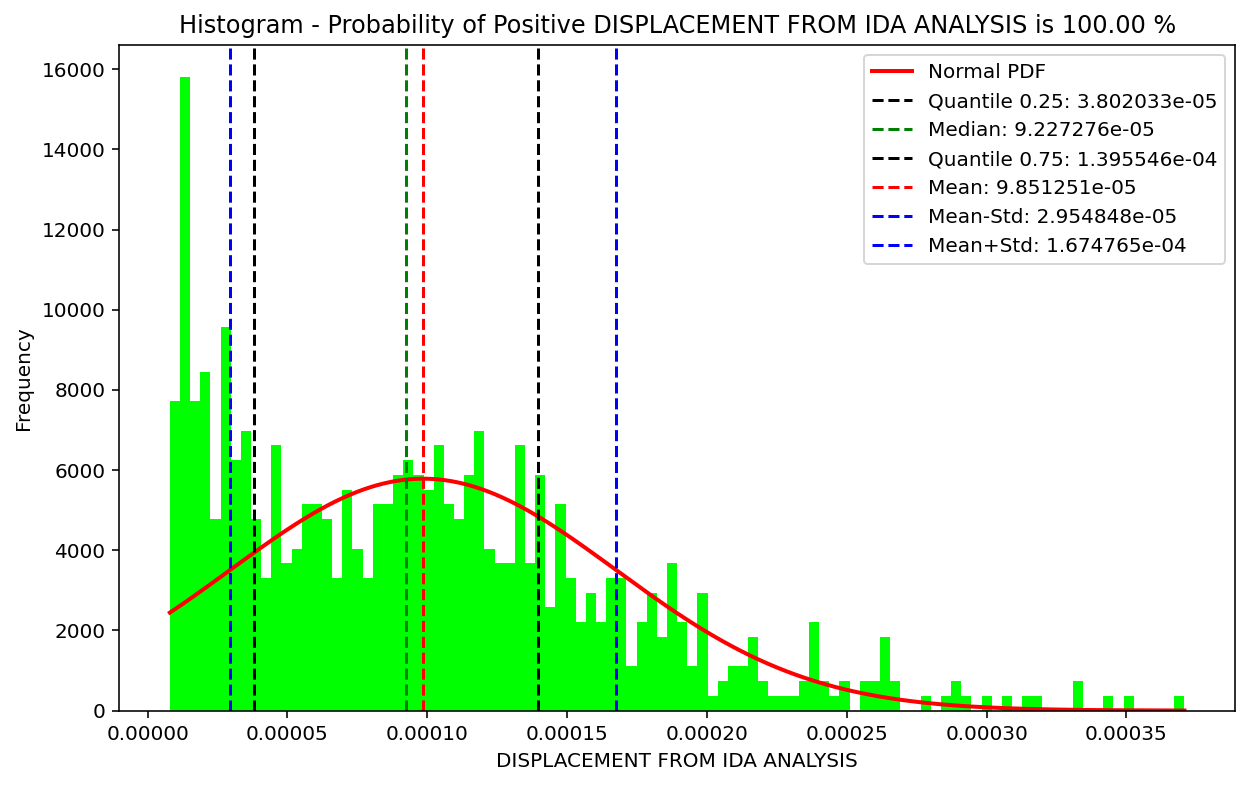 Histogram - Probability of Positive DISPLACEMENT FROM IDA ANALYSIS is 100.00 %
16000
14000
12000
10000
8000
6000
4000
2000
0
Frequency
Normal PDF
Quantile 0.25: 3.802033e-05
Median: 9.227276e-05
Quantile 0.75: 1.395546e-04
Mean: 9.851251e-05
Mean-Std: 2.954848e-05
Mean+Std: 1.674765e-04
0.00000 0.00005 0.00010 0.00015 0.00020 0.00025 0.00030 0.00035
DISPLACEMENT FROM IDA ANALYSIS